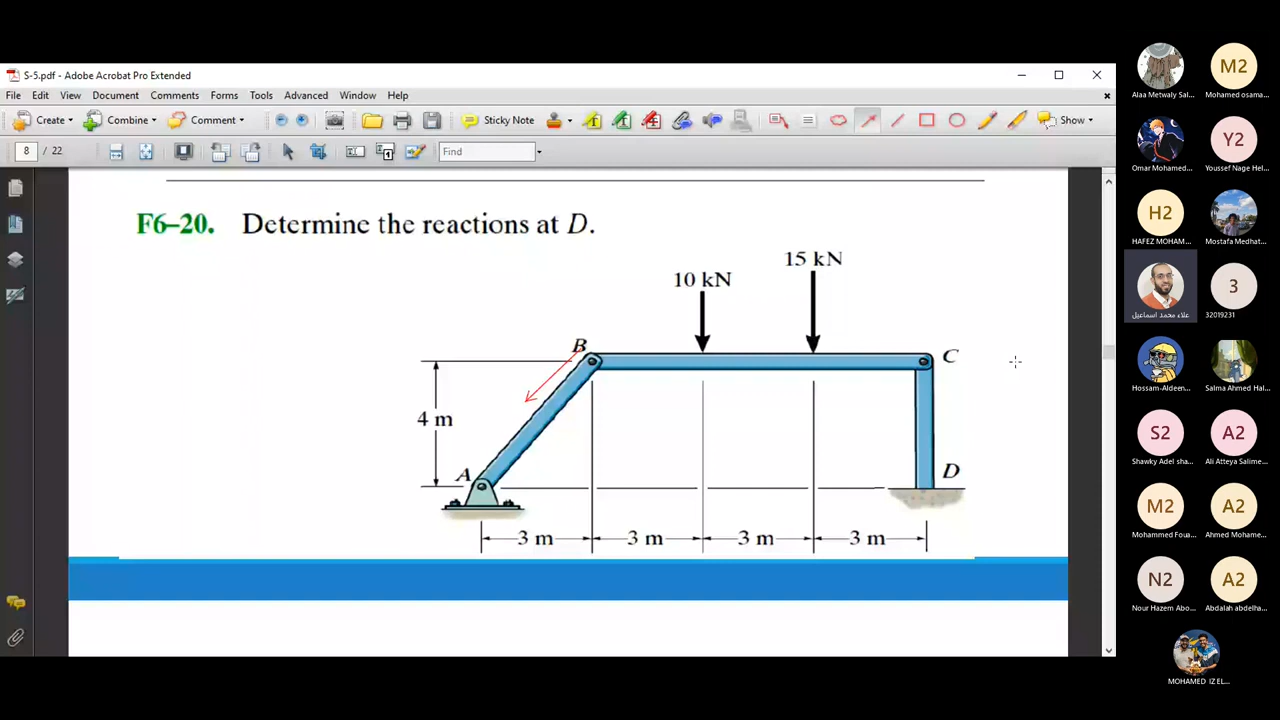 S-5.pdf - Adobe Acrobat Pro Extended
File Edit View Document Comments Forms Tools Advanced Window Help
Create Combine Comment Sticky Note Show
8 / 22 Find
F6–20. Determine the reactions at D.
15 kN
10 kN
B
C
4 m
A
D
3 m 3 m 3 m 3 m
Alaa Metwaly Sal...
M2
Mohamed osama...
Omar Mohamed...
Y2
Youssef Nage Hel...
H2
HAFEZ MOHAM...
Mostafa Medhat...
علاء محمد اسماعيل
3
32019231
Hossam-Aldeen...
Salma Ahmed Hal...
S2
Shawky Adel sha...
A2
Ali Atteya Salime...
M2
Mohammed Foua...
A2
Ahmed Mohame...
N2
Nour Hazem Abo...
A2
Abdalah abdelha...
MOHAMED IZ EL...